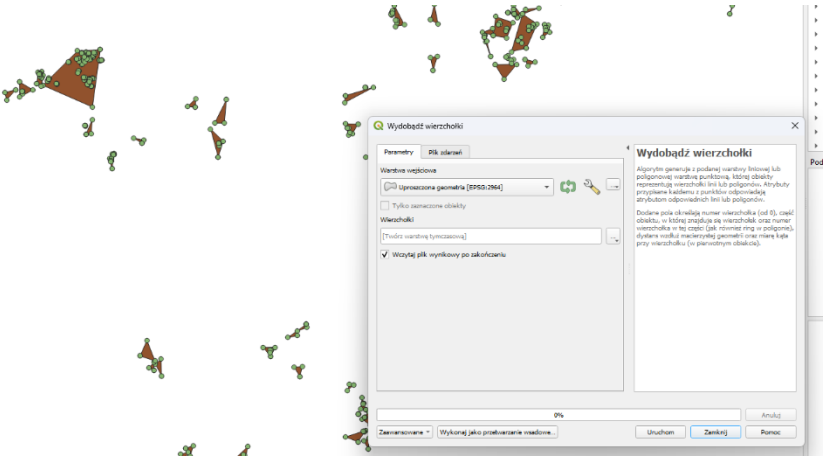 Wydobądź wierzchołki
Parametry
Plik zdarzeń
Warstwa wejściowa
Uproszczona geometria [EPSG:2964]
Tylko zaznaczone obiekty
Wierzchołki
[Twórz warstwę tymczasową]
Wczytaj plik wynikowy po zakończeniu
Wydobądź wierzchołki
Algorytm generuje z podanej warstwy liniowej lub
poligonowej warstwę punktową, której obiekty
reprezentują wierzchołki linii lub poligonów. Atrybuty
przypisane każdemu z punktów odpowiadają
atrybutom odpowiednich linii lub poligonów.
Dodane pola określają numer wierzchołka (od 0), część
obiektu, w której znajduje się wierzchołek oraz numer
wierzchołka w tej części (jak również ring w poligonie),
dystans wzdłuż macierzystej geometrii oraz miarę kąta
przy wierzchołku (w pierwotnym obiekcie).
Pod
0%
Anuluj
Zaawansowane
Wykonaj jako przetwarzanie wsadowe...
Uruchom
Zamknij
Pomoc